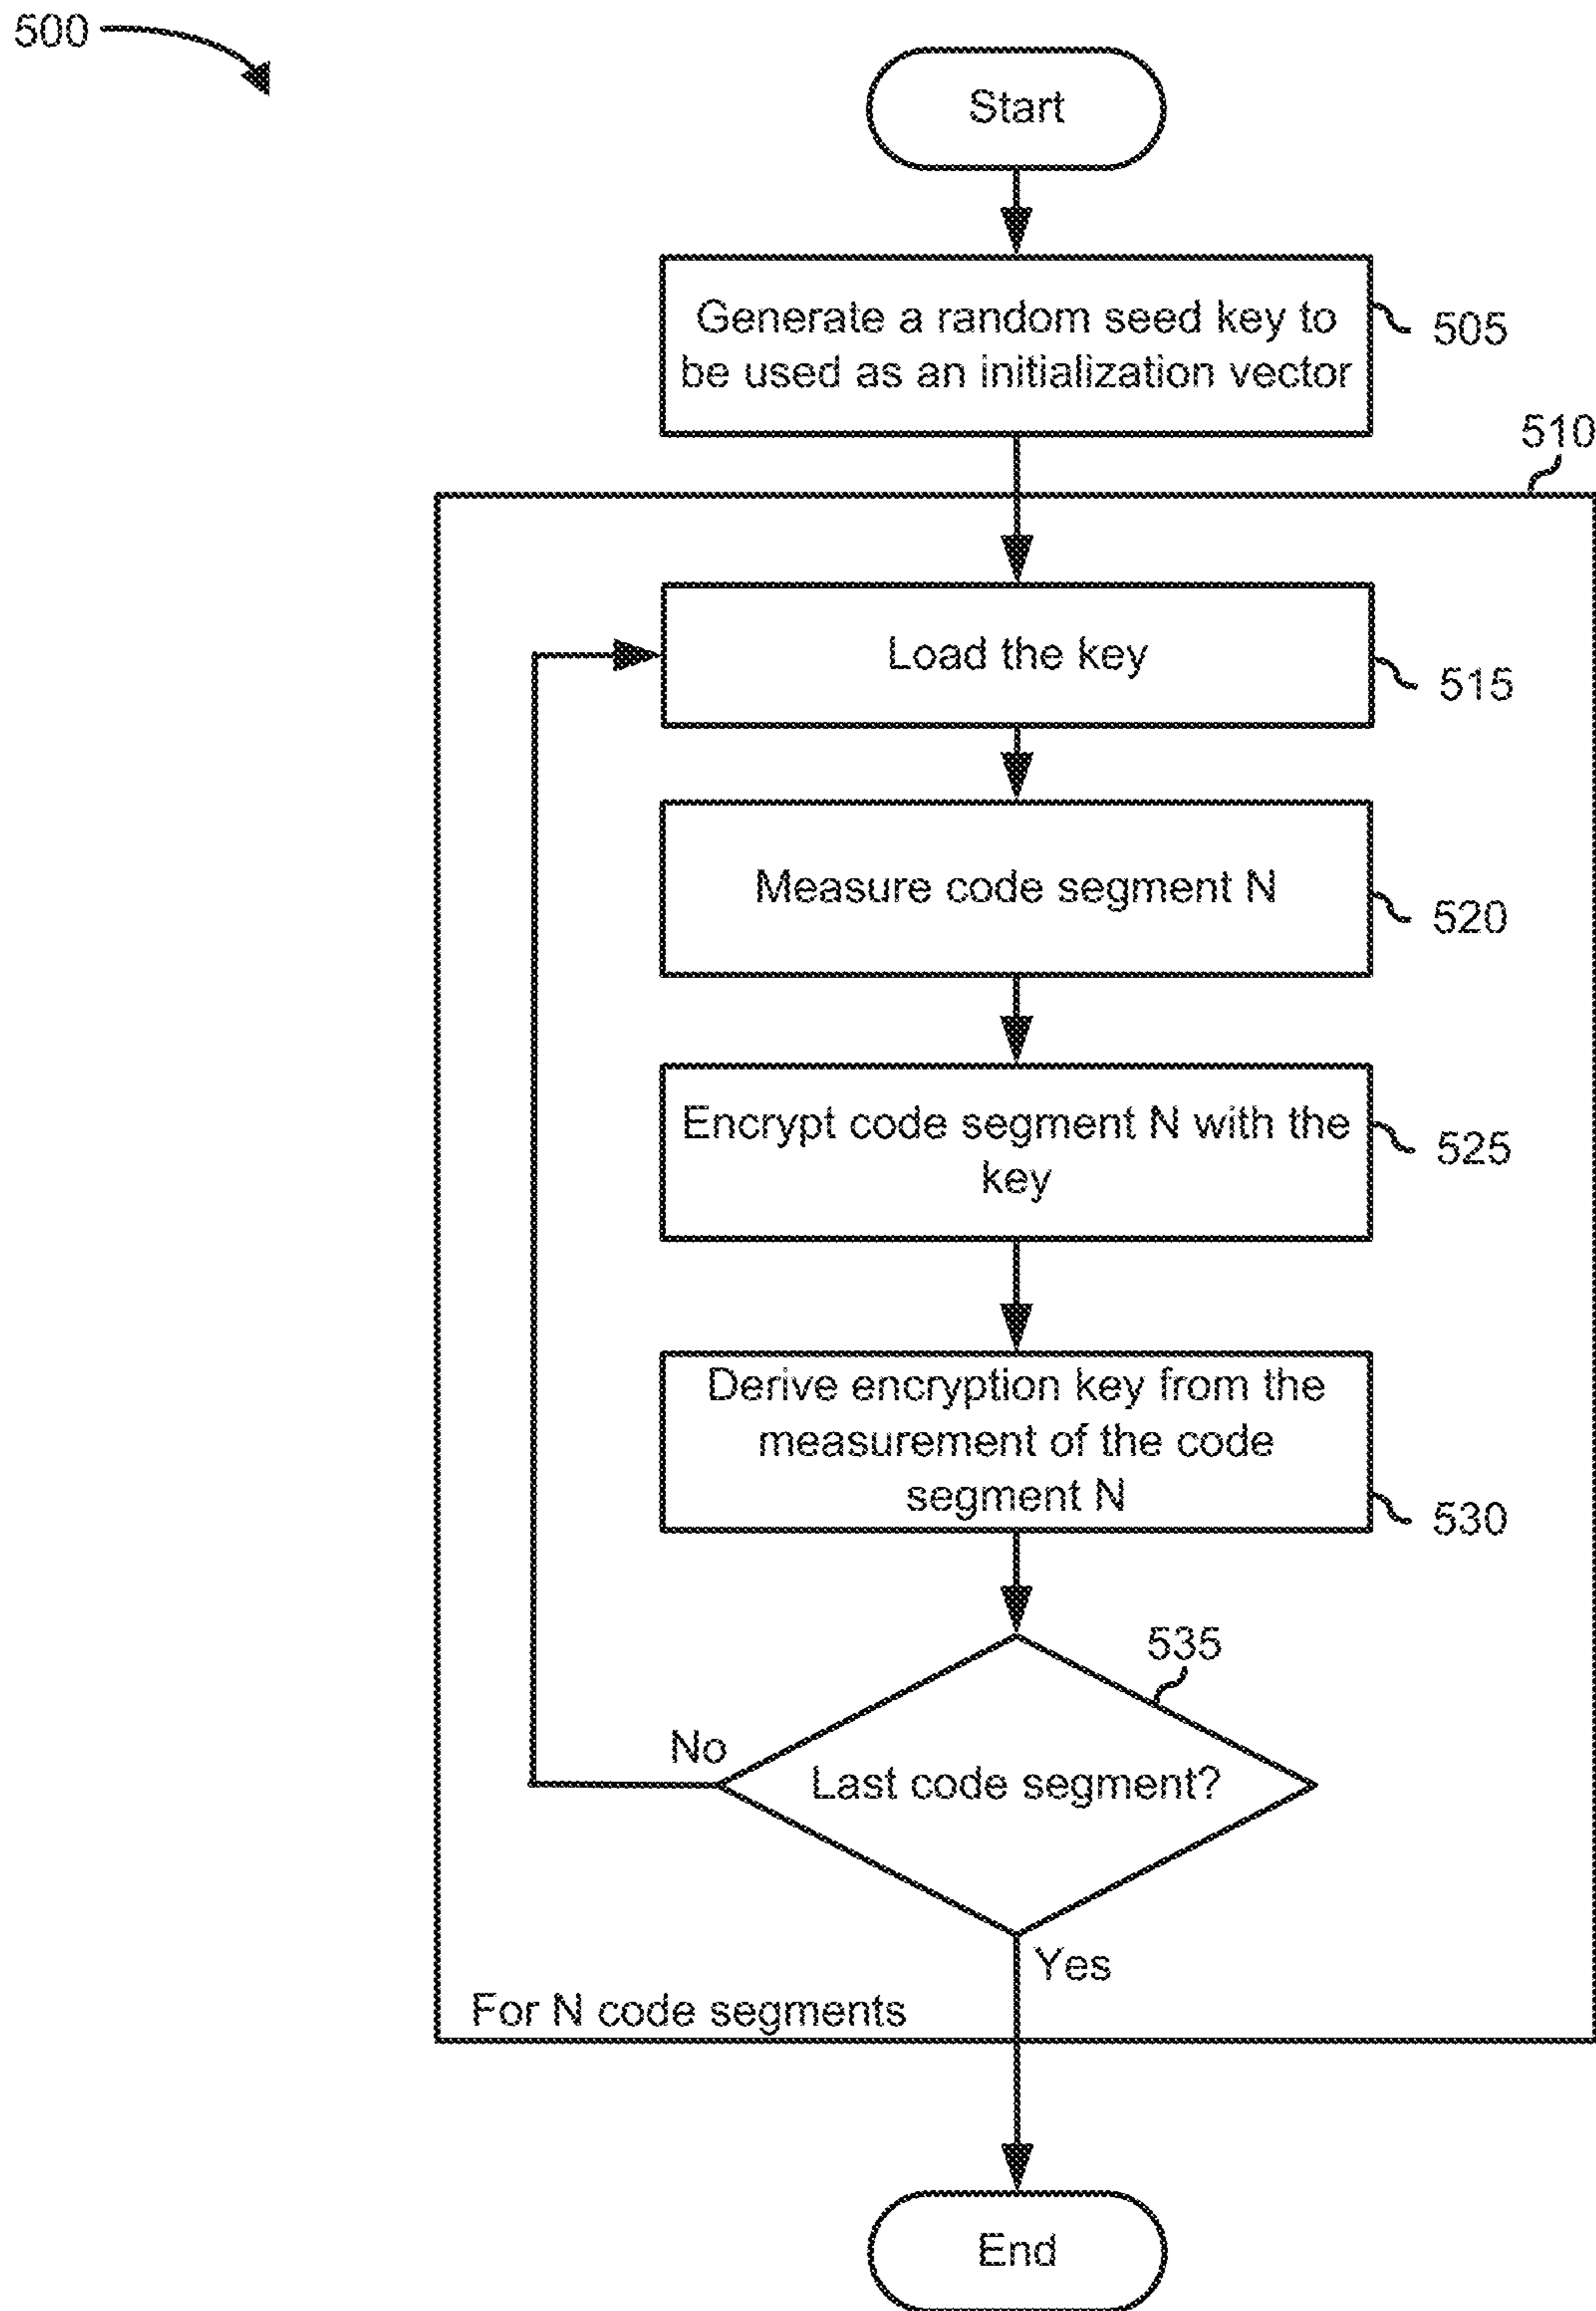 500
Start
Generate a random seed key to
be used as an initialization vector
505
510
Load the key
515
Measure code segment N
520
Encrypt code segment N with the
key
525
Derive encryption key from the
measurement of the code
segment N
530
535
No
Last code segment?
Yes
For N code segments
End